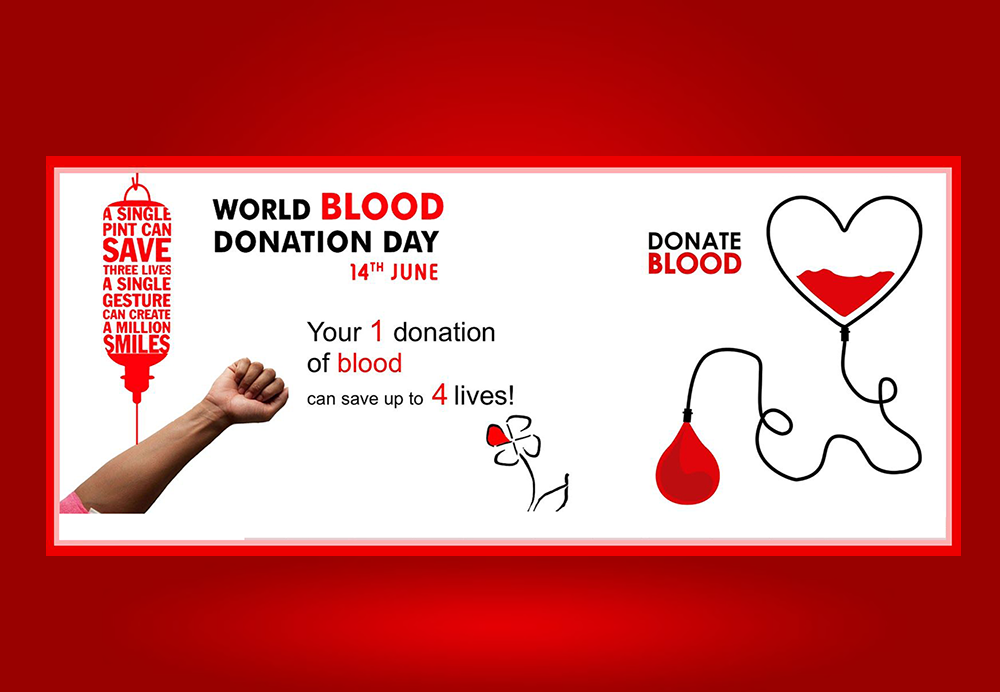 A SINGLE
PINT CAN
SAVE
THREE LIVES
A SINGLE
GESTURE
CAN CREATE
A MILLION
SMILES
WORLD BLOOD
DONATION DAY
14TH JUNE
Your 1 donation
of blood
can save up to 4 lives!
DONATE
BLOOD